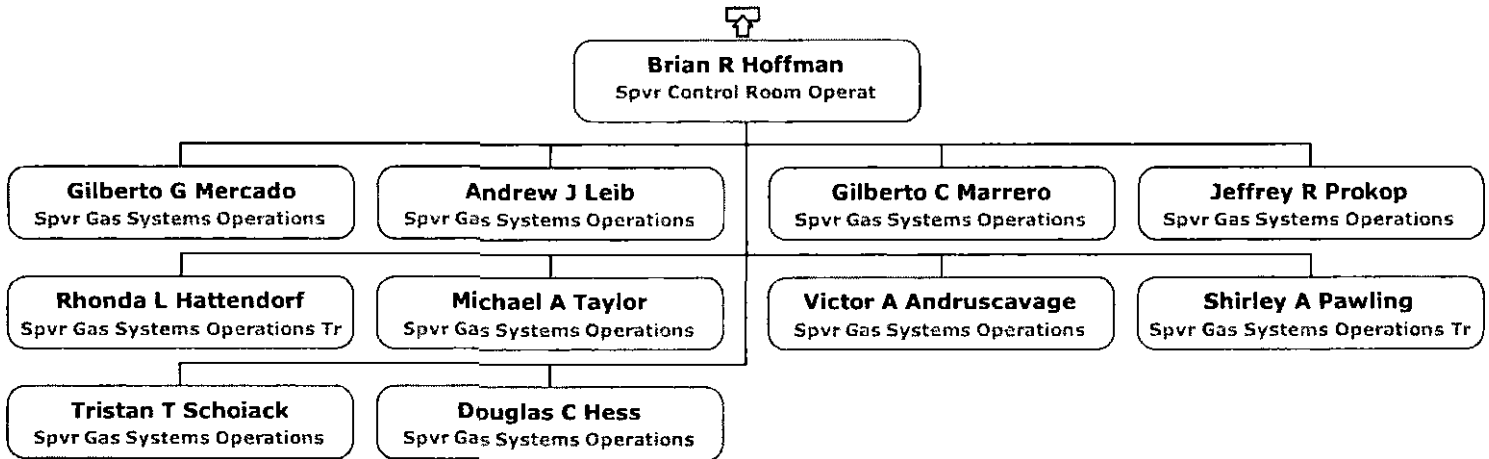 Brian R Hoffman
Spvr Control Room Operat
Gilberto G Mercado
Spvr Gas Systems Operations
Andrew J Leib
Spvr Gas Systems Operations
Gilberto C Marrero
Spvr Gas Systems Operations
Jeffrey R Prokop
Spvr Gas Systems Operations
Rhonda L Hattendorf
Spvr Gas Systems Operations Tr
Michael A Taylor
Spvr Gas Systems Operations
Victor A Andruscavage
Spvr Gas Systems Operations
Shirley A Pawling
Spvr Gas Systems Operations Tr
Tristan T Schoiack
Spvr Gas Systems Operations
Douglas C Hess
Spvr Gas Systems Operations